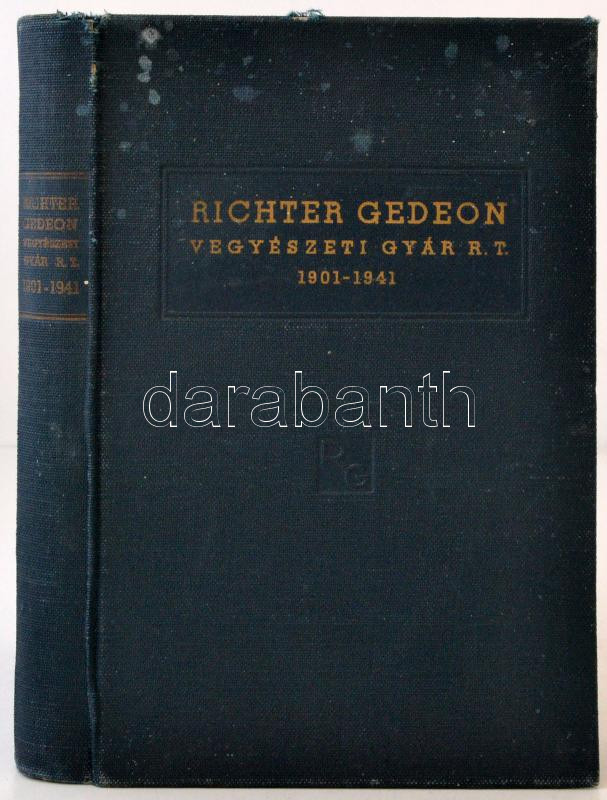 RICHTER
GEDEON
VEGYÉSZETI
GYÁR R. T.
1901-1941
RICHTER GEDEON
VEGYÉSZETI GYÁR R. T.
1901-1941
darabanth
RG